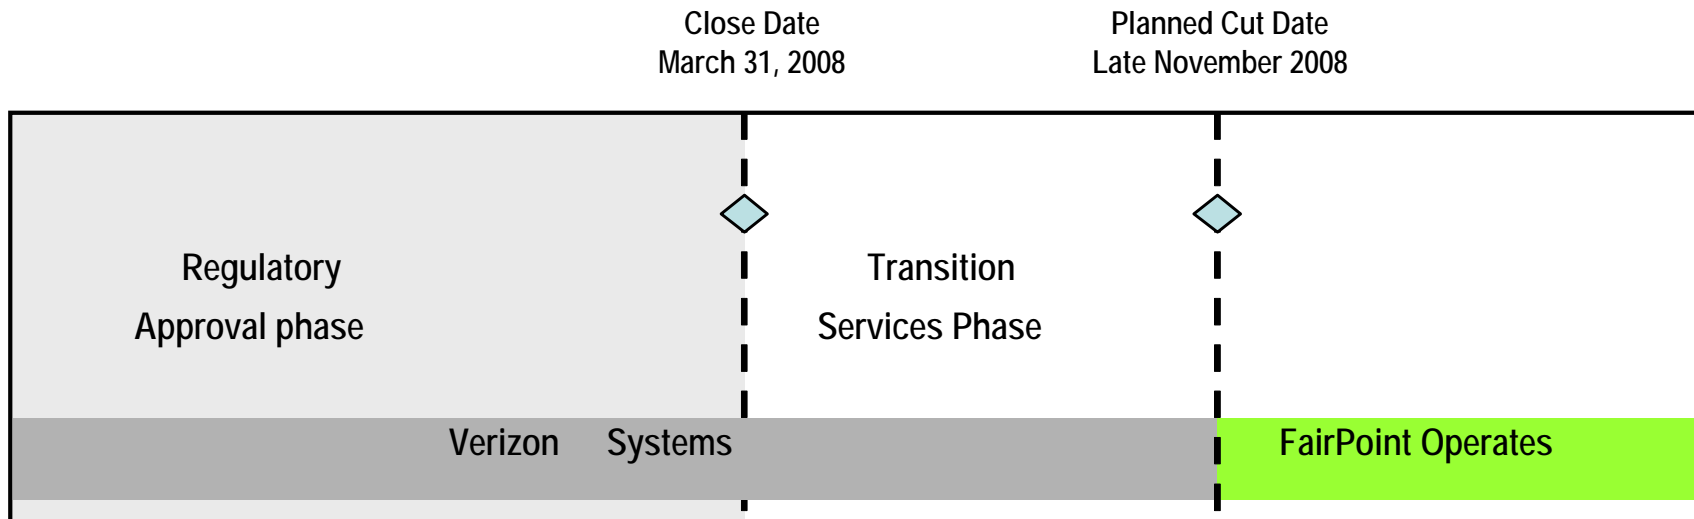 Close Date
March 31, 2008
Planned Cut Date
Late November 2008
Regulatory
Approval phase
Transition
Services Phase
Verizon Systems
FairPoint Operates